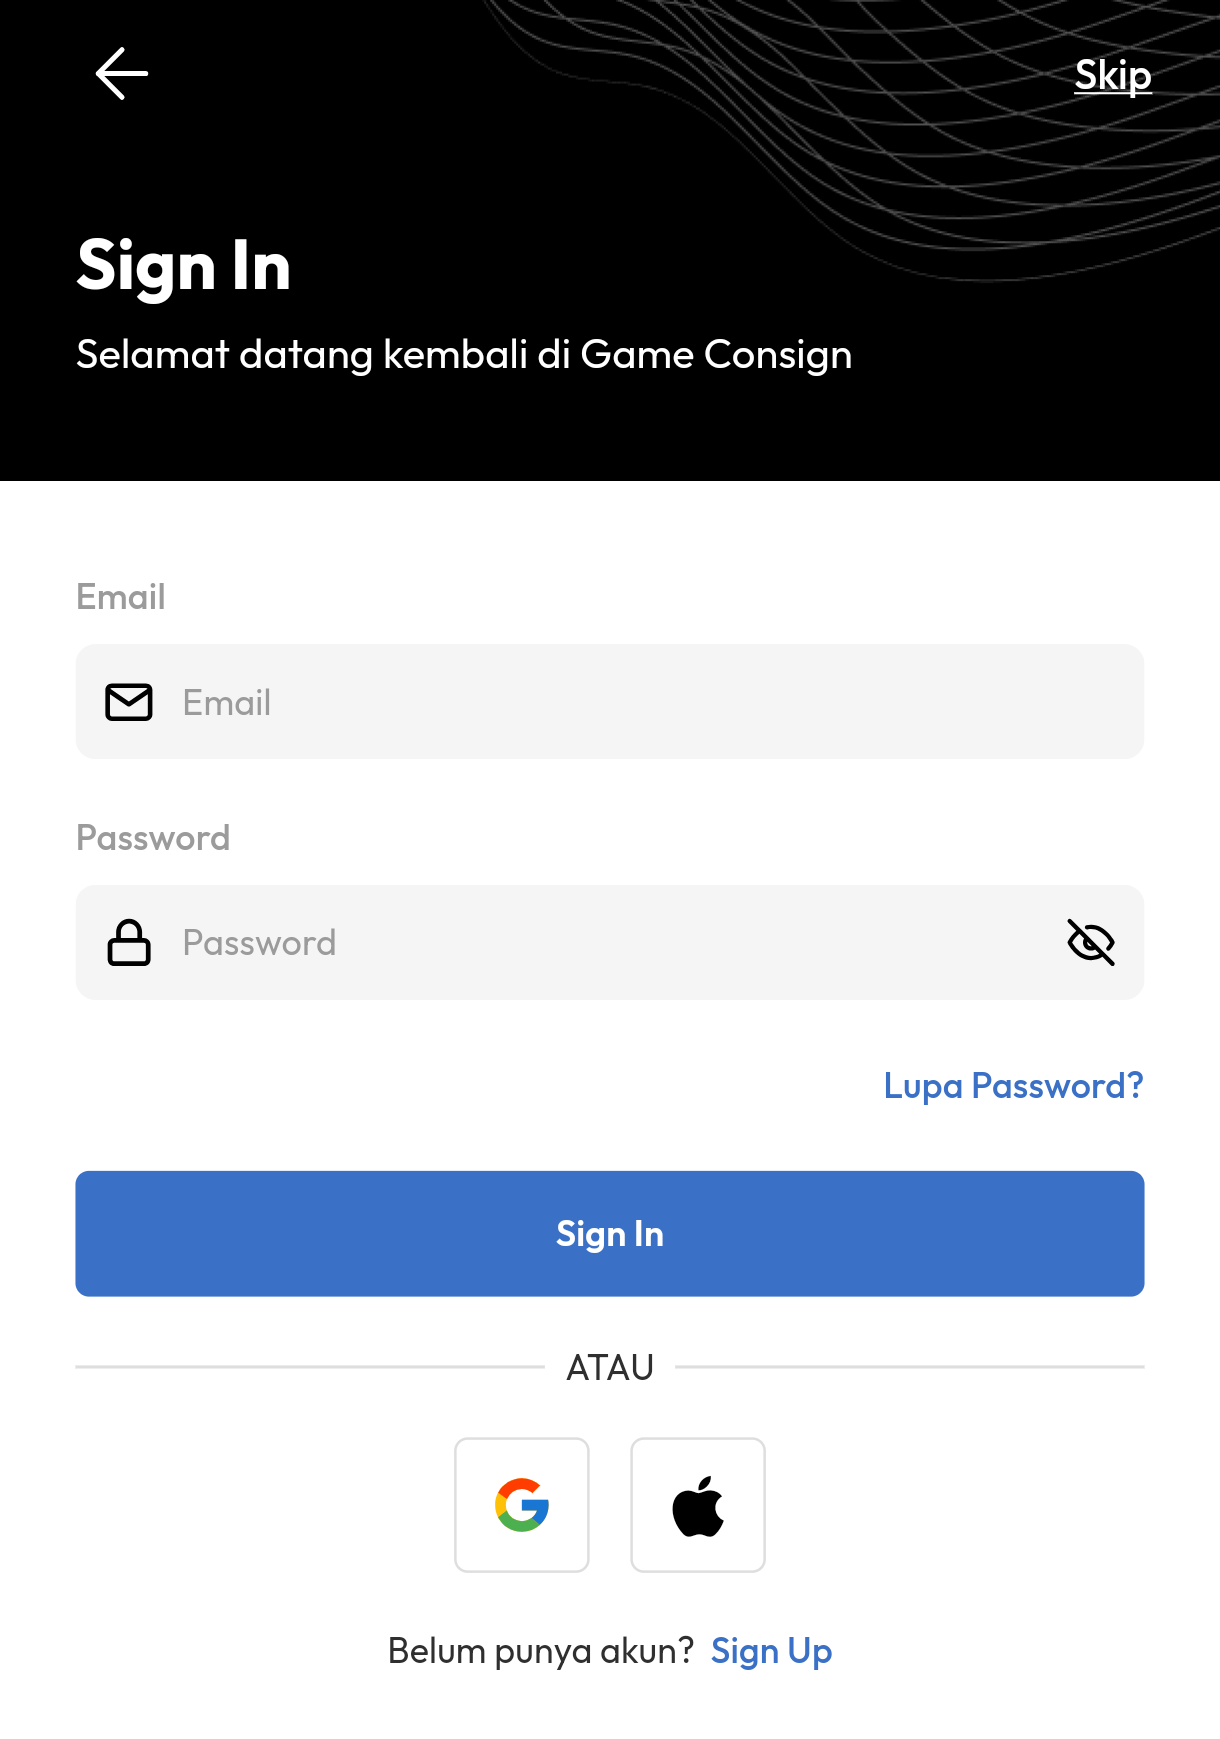 Skip
Sign In
Selamat datang kembali di Game Consign
Email
Email
Password
Password
Lupa Password?
Sign In
ATAU
Belum punya akun? Sign Up